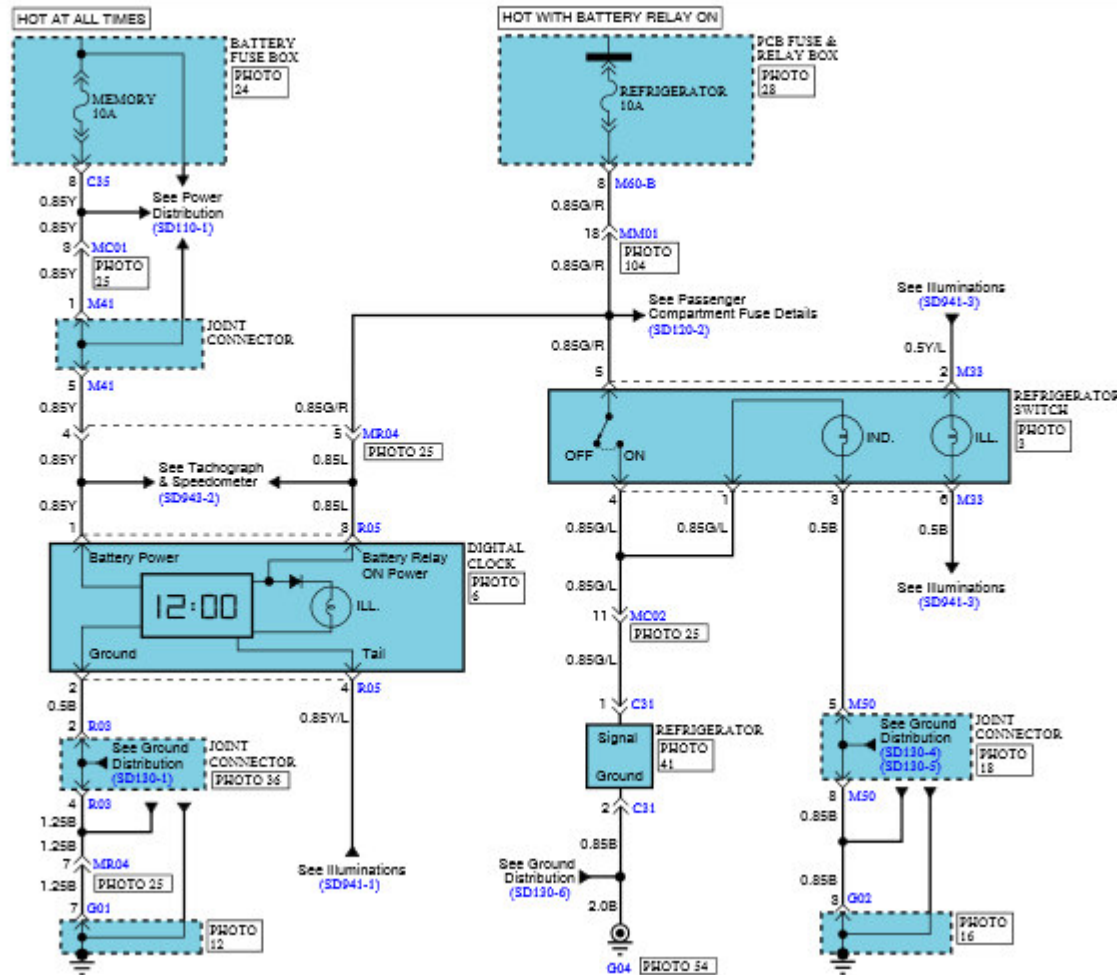 HOT AT ALL TIMES
BATTERY
FUSE BOX
PHOTO
24
MEMORY
10A
8 C35
0.85Y
See Power
Distribution
(SD110-1)
0.85Y
3 MC01
PHOTO
25
0.85Y
1 M41
JOINT
CONNECTOR
5 M41
0.85Y
0.85G/R
4
5 MR04
PHOTO 25
0.85Y
0.85L
See Tachograph
& Speedometer
(SD943-2)
0.85Y
0.85L
1
3 R05
DIGITAL
CLOCK
PHOTO
6
Battery Power
Battery Relay
ON Power
12:00
ILL.
Ground
Tail
2
4 R05
0.5B
0.85Y/L
2 R03
See Ground
Distribution
(SD130-1)
JOINT
CONNECTOR
PHOTO 36
4 R03
1.25B
1.25B
7 MR04
PHOTO 25
1.25B
7 G01
PHOTO
12
See Illuminations
(SD941-1)
HOT WITH BATTERY RELAY ON
PCB FUSE &
RELAY BOX
PHOTO
28
REFRIGERATOR
10A
8 M60-B
0.85G/R
18 MM01
PHOTO
104
0.85G/R
See Passenger
Compartment Fuse Details
(SD120-2)
See Illuminations
(SD941-3)
0.85G/R
0.5Y/L
5
2 M33
REFRIGERATOR
SWITCH
PHOTO
3
OFF
ON
IND.
ILL.
4
1
3
6 M33
0.85G/L
0.85G/L
0.5B
0.5B
0.85G/L
See Illuminations
(SD941-3)
11 MC02
PHOTO 25
0.85G/L
1 C31
Signal
Ground
REFRIGERATOR
PHOTO
41
2 C31
0.85B
See Ground
Distribution
(SD130-6)
2.0B
G04 PHOTO 54
5 M50
See Ground
Distribution
(SD130-4)
(SD130-5)
JOINT
CONNECTOR
PHOTO
18
8 M50
0.85B
0.85B
3 G02
PHOTO
16